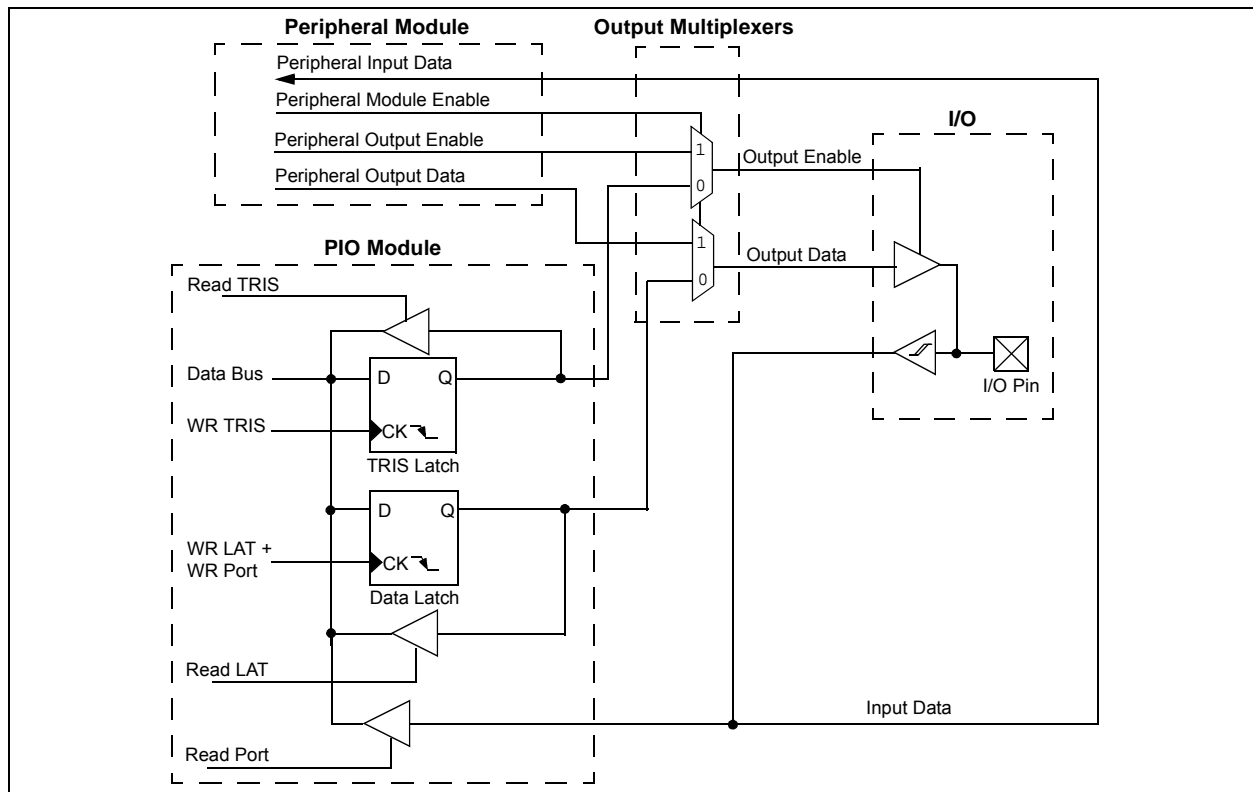 Peripheral Module
Output Multiplexers
Peripheral Input Data
Peripheral Module Enable
Peripheral Output Enable
Peripheral Output Data
1
0
1
0
Output Enable
Output Data
I/O
I/O Pin
PIO Module
Read TRIS
Data Bus
D
Q
WR TRIS
CK
TRIS Latch
D
Q
WR LAT +
WR Port
CK
Data Latch
Read LAT
Read Port
Input Data